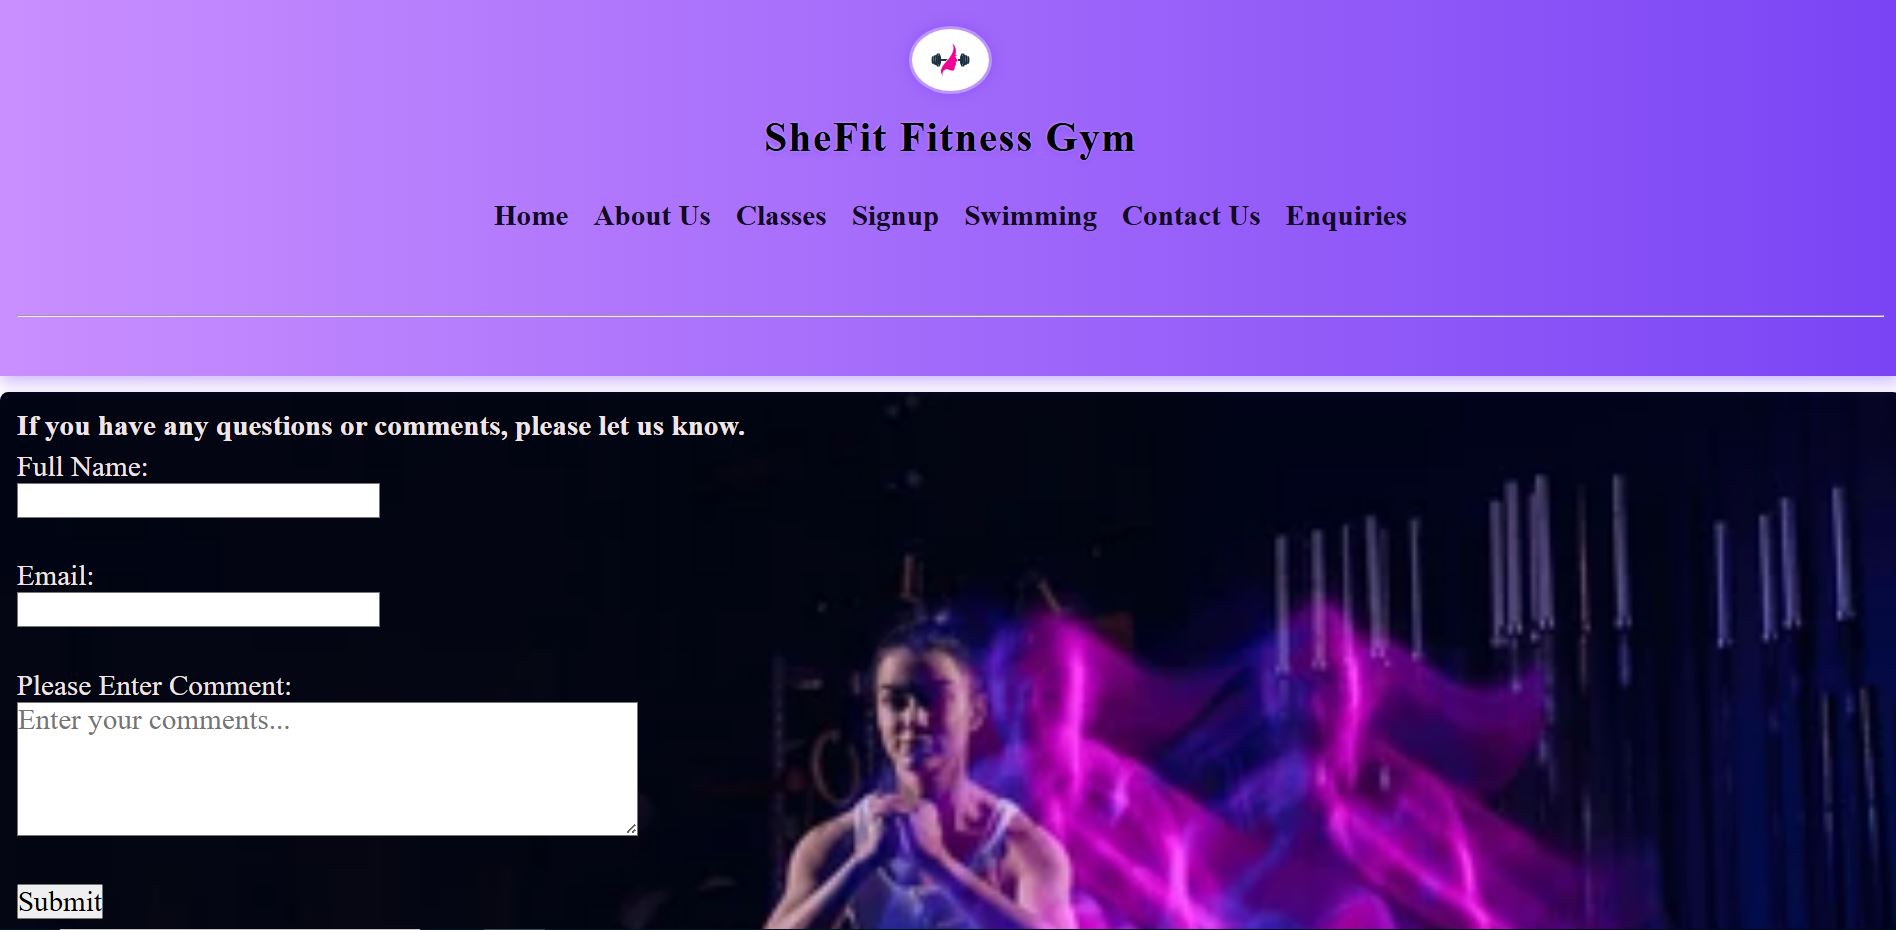 SheFit Fitness Gym
Home About Us Classes Signup Swimming Contact Us Enquiries
If you have any questions or comments, please let us know.
Full Name:
Email:
Please Enter Comment:
Enter your comments...
Submit